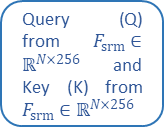 Query (Q)
from F_srm ∈
ℝ^{N×256} and
Key (K) from
F_srm ∈ ℝ^{N×256}